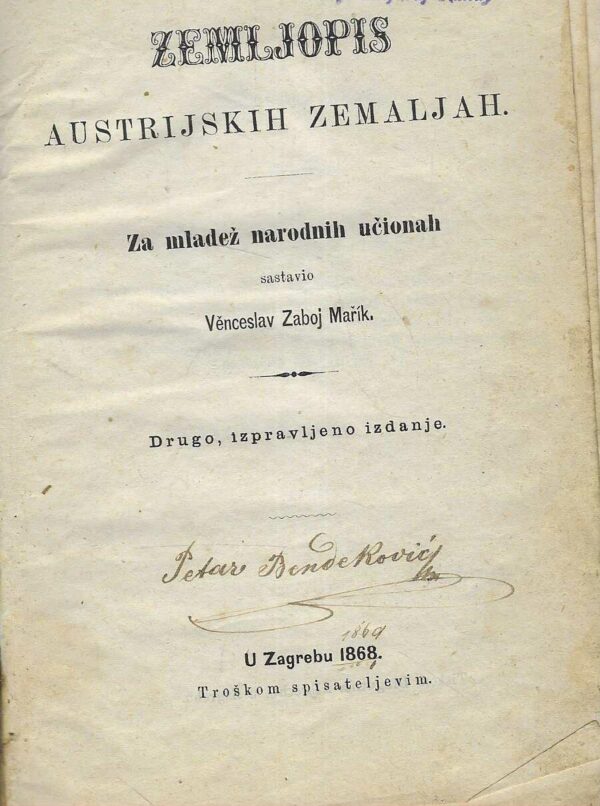 ZEMLJOPIS
AUSTRIJSKIH ZEMALJAH.
Za mladež narodnih učionah
sastavio
Věnceslav Zaboj Mařík.
Drugo, izpravljeno izdanje.
Petar Bendeković
1869
U Zagrebu 1868.
Troškom spisateljevim.